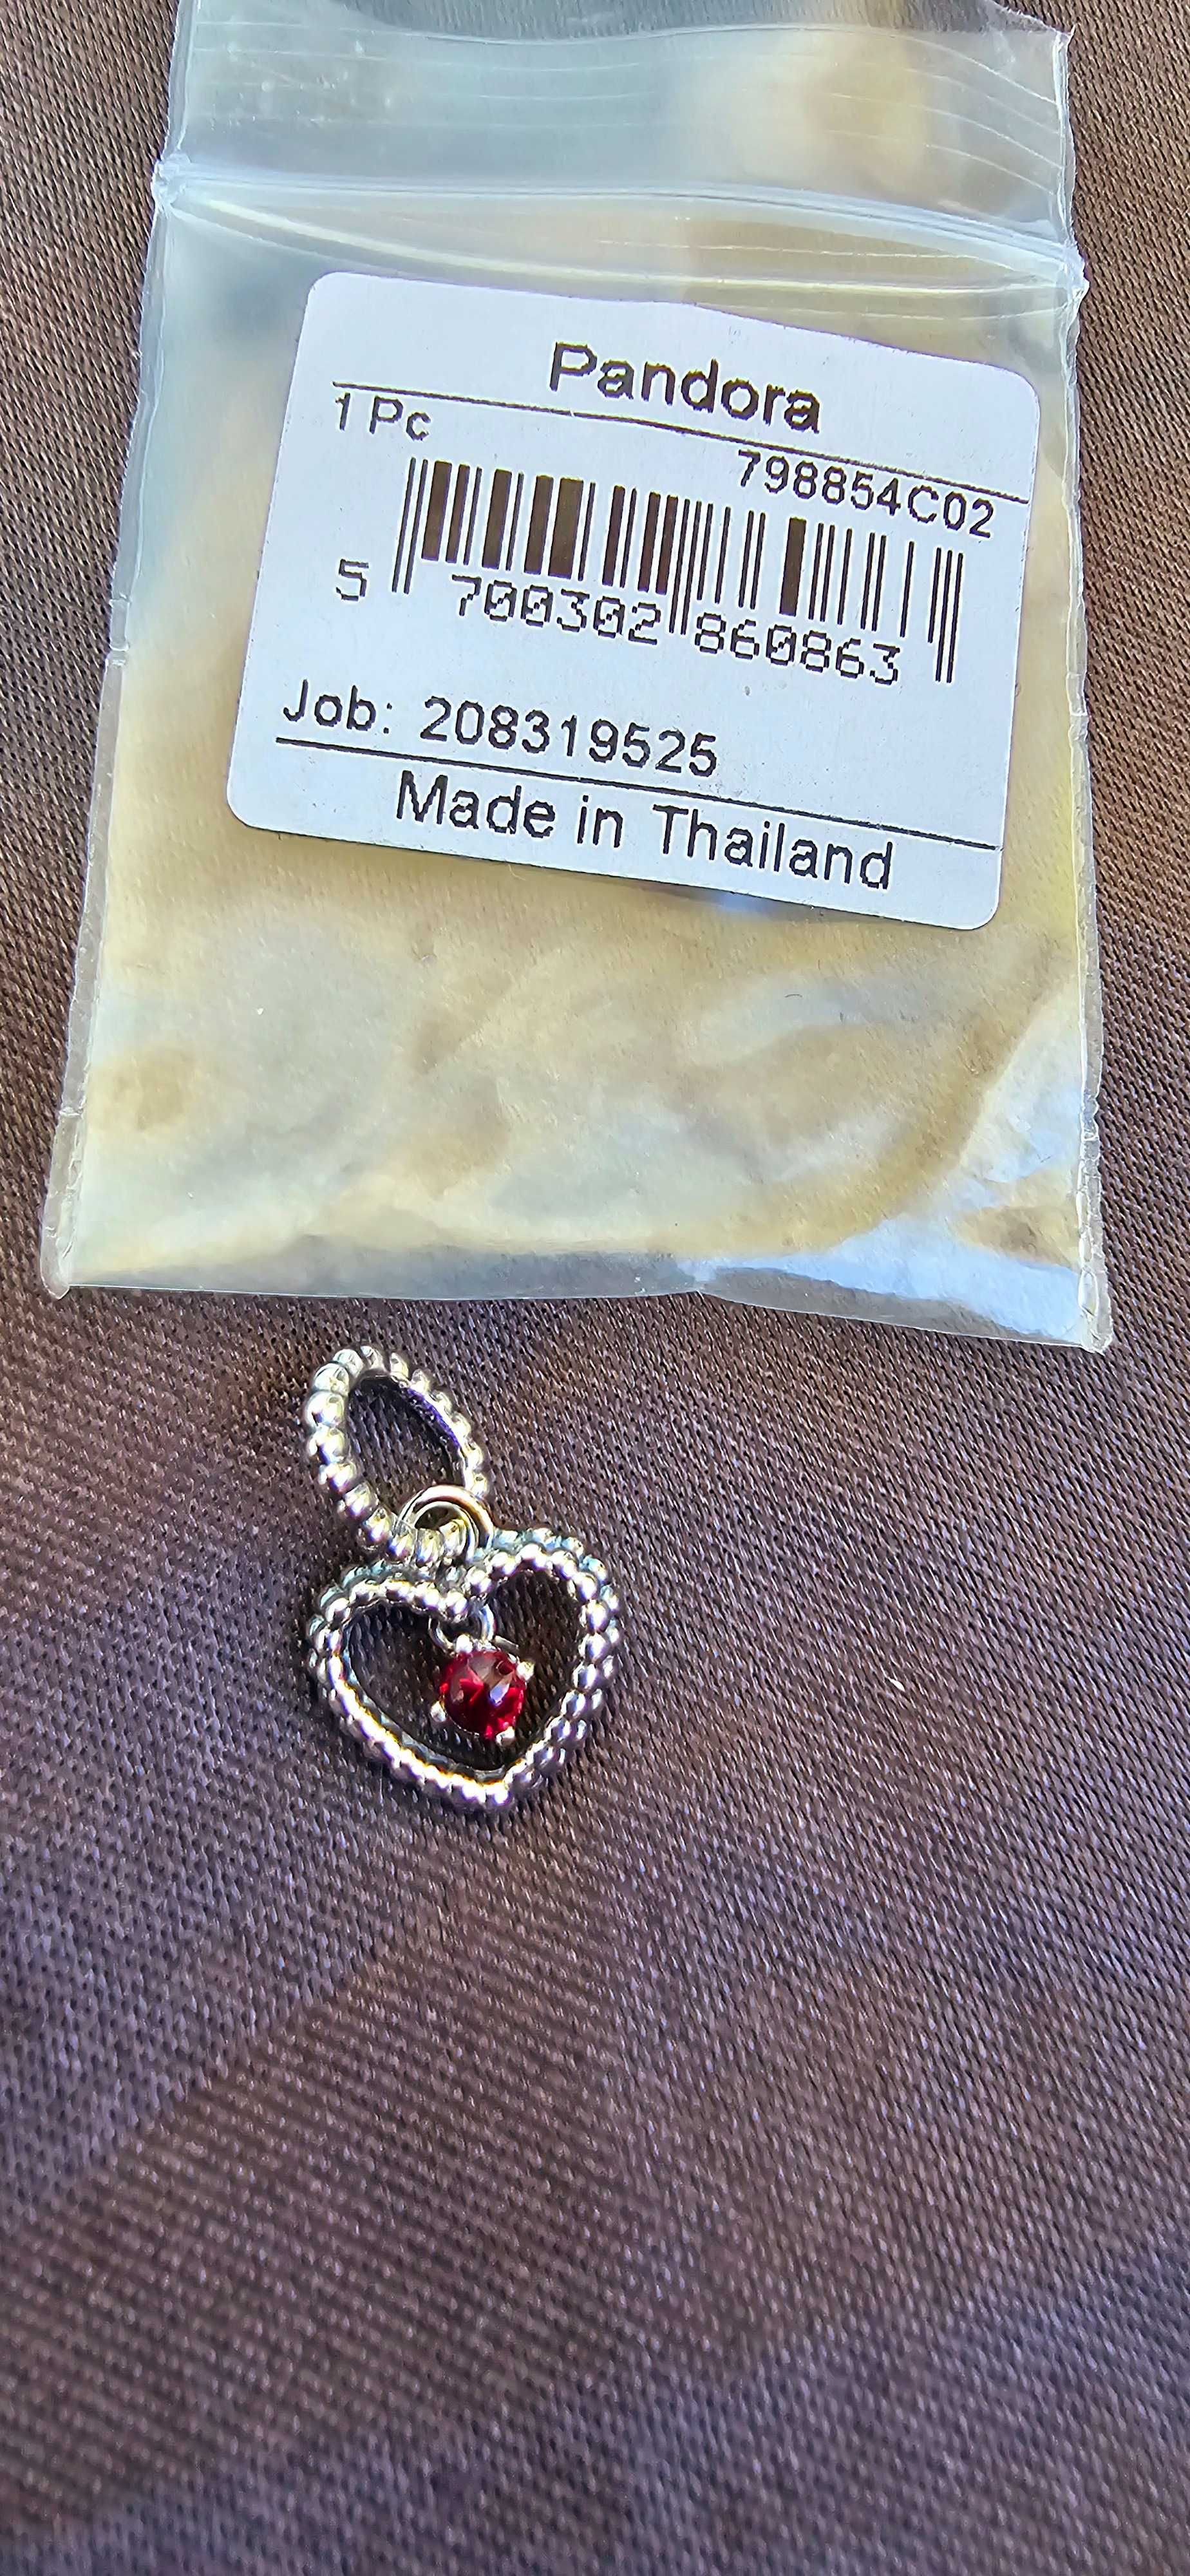 Pandora
1 Pc
798854C02
5 700302 860863
Job: 208319525
Made in Thailand